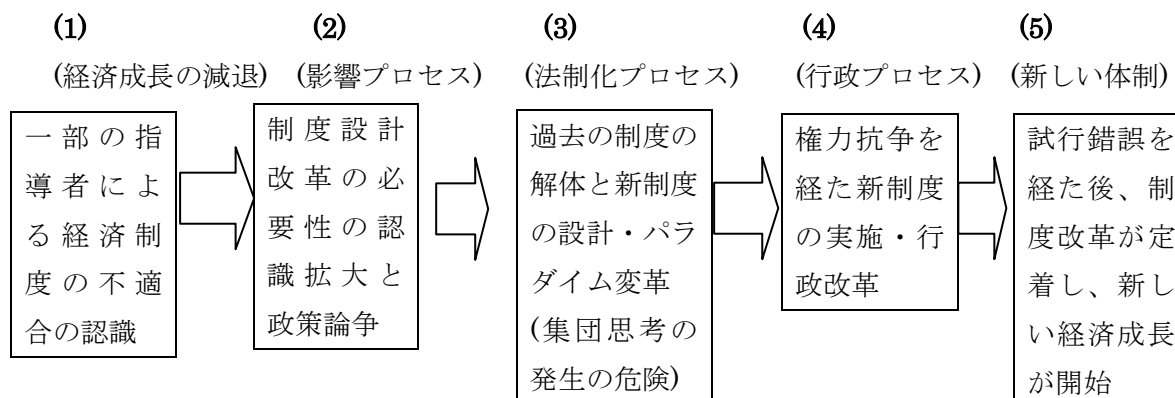 (1)
(2)
(3)
(4)
(5)
(経済成長の減退)
(影響プロセス)
(法制化プロセス)
(行政プロセス)
(新しい体制)
一部の指
導者によ
る経済制
度の不適
合の認識
制度設計
改革の必
要性の認
識拡大と
政策論争
過去の制度の
解体と新制度
の設計・パラ
ダイム変革
(集団思考の
発生の危険)
権力抗争を
経た新制度
の実施・行
政改革
試行錯誤を
経た後、制
度改革が定
着し、新し
い経済成長
が開始